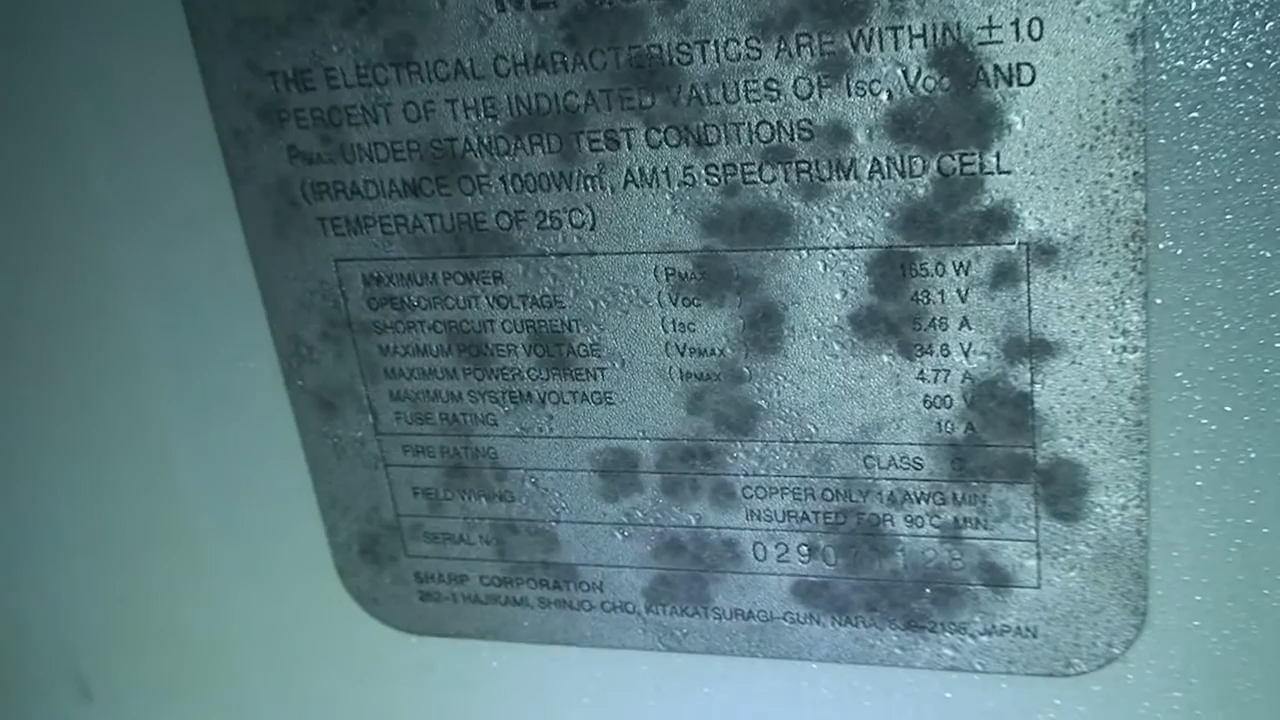 THE ELECTRICAL CHARACTERISTICS ARE WITHIN ±10
PERCENT OF THE INDICATED VALUES OF Isc, Voc AND
PMAX UNDER STANDARD TEST CONDITIONS
(IRRADIANCE OF 1000W/㎡, AM1.5 SPECTRUM AND CELL
TEMPERATURE OF 25℃)
MAXIMUM POWER (PMAX) 165.0 W
OPEN-CIRCUIT VOLTAGE (Voc) 43.1 V
SHORT-CIRCUIT CURRENT (Isc) 5.46 A
MAXIMUM POWER VOLTAGE (VPMAX) 34.6 V
MAXIMUM POWER CURRENT (IPMAX) 4.77 A
MAXIMUM SYSTEM VOLTAGE 600 V
FUSE RATING 10 A
FIRE RATING CLASS C
FIELD WIRING COPPER ONLY 14 AWG MIN.
INSURATED FOR 90℃ MIN.
SERIAL No.
SHARP CORPORATION
282-1 HAJIKAMI, SHINJO-CHO, KITAKATSURAGI-GUN, NARA, JAPAN